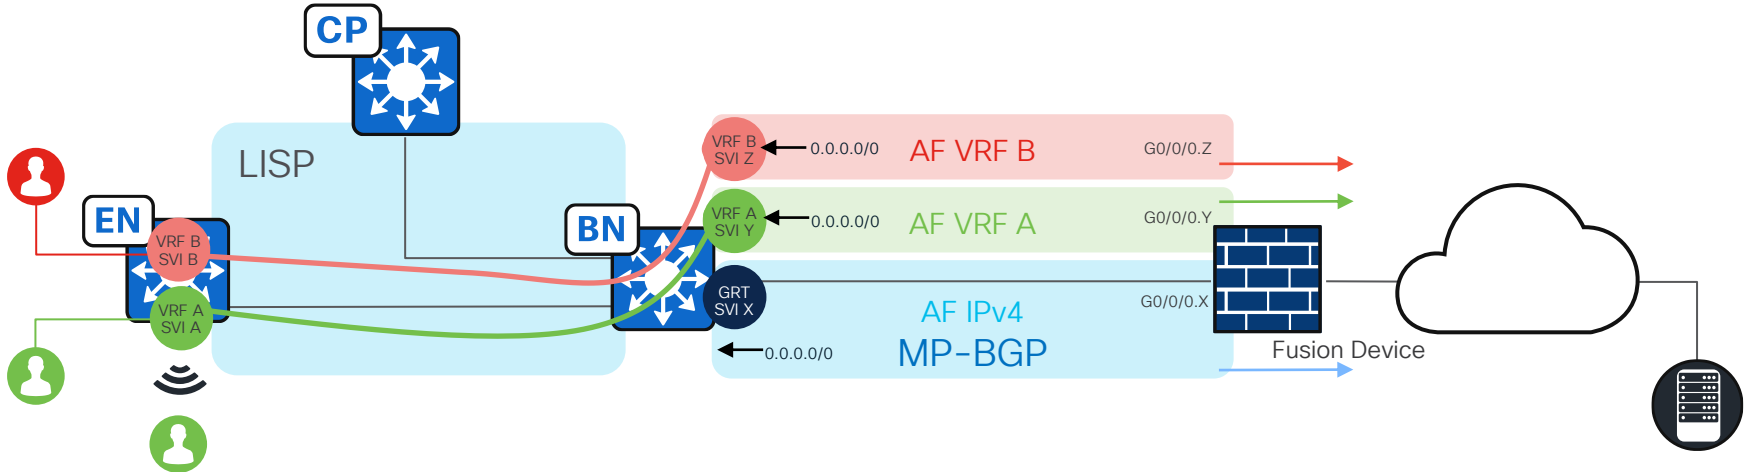 CP
LISP
EN
VRF B
SVI B
VRF A
SVI A
BN
VRF B
SVI Z
0.0.0.0/0
AF VRF B
G0/0/0.Z
VRF A
SVI Y
0.0.0.0/0
AF VRF A
G0/0/0.Y
GRT
SVI X
AF IPv4
G0/0/0.X
0.0.0.0/0
MP-BGP
Fusion Device